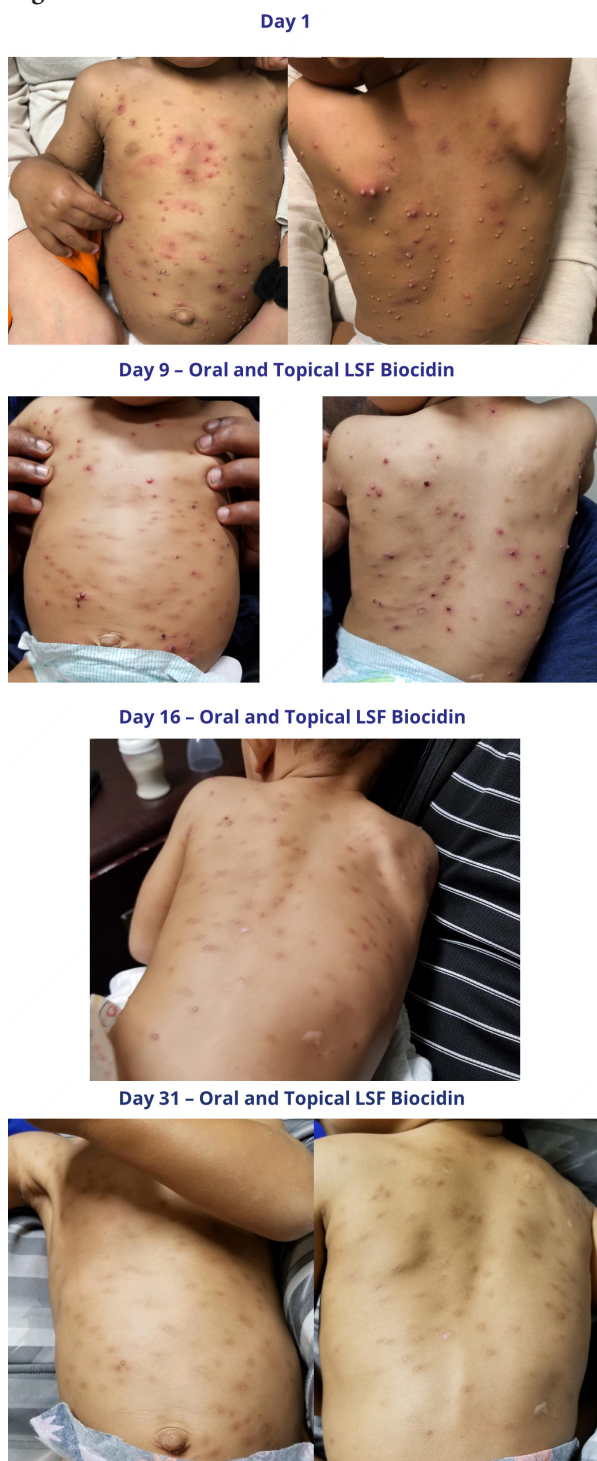 Day 1
Day 9 – Oral and Topical LSF Biocidin
Day 16 – Oral and Topical LSF Biocidin
Day 31 – Oral and Topical LSF Biocidin